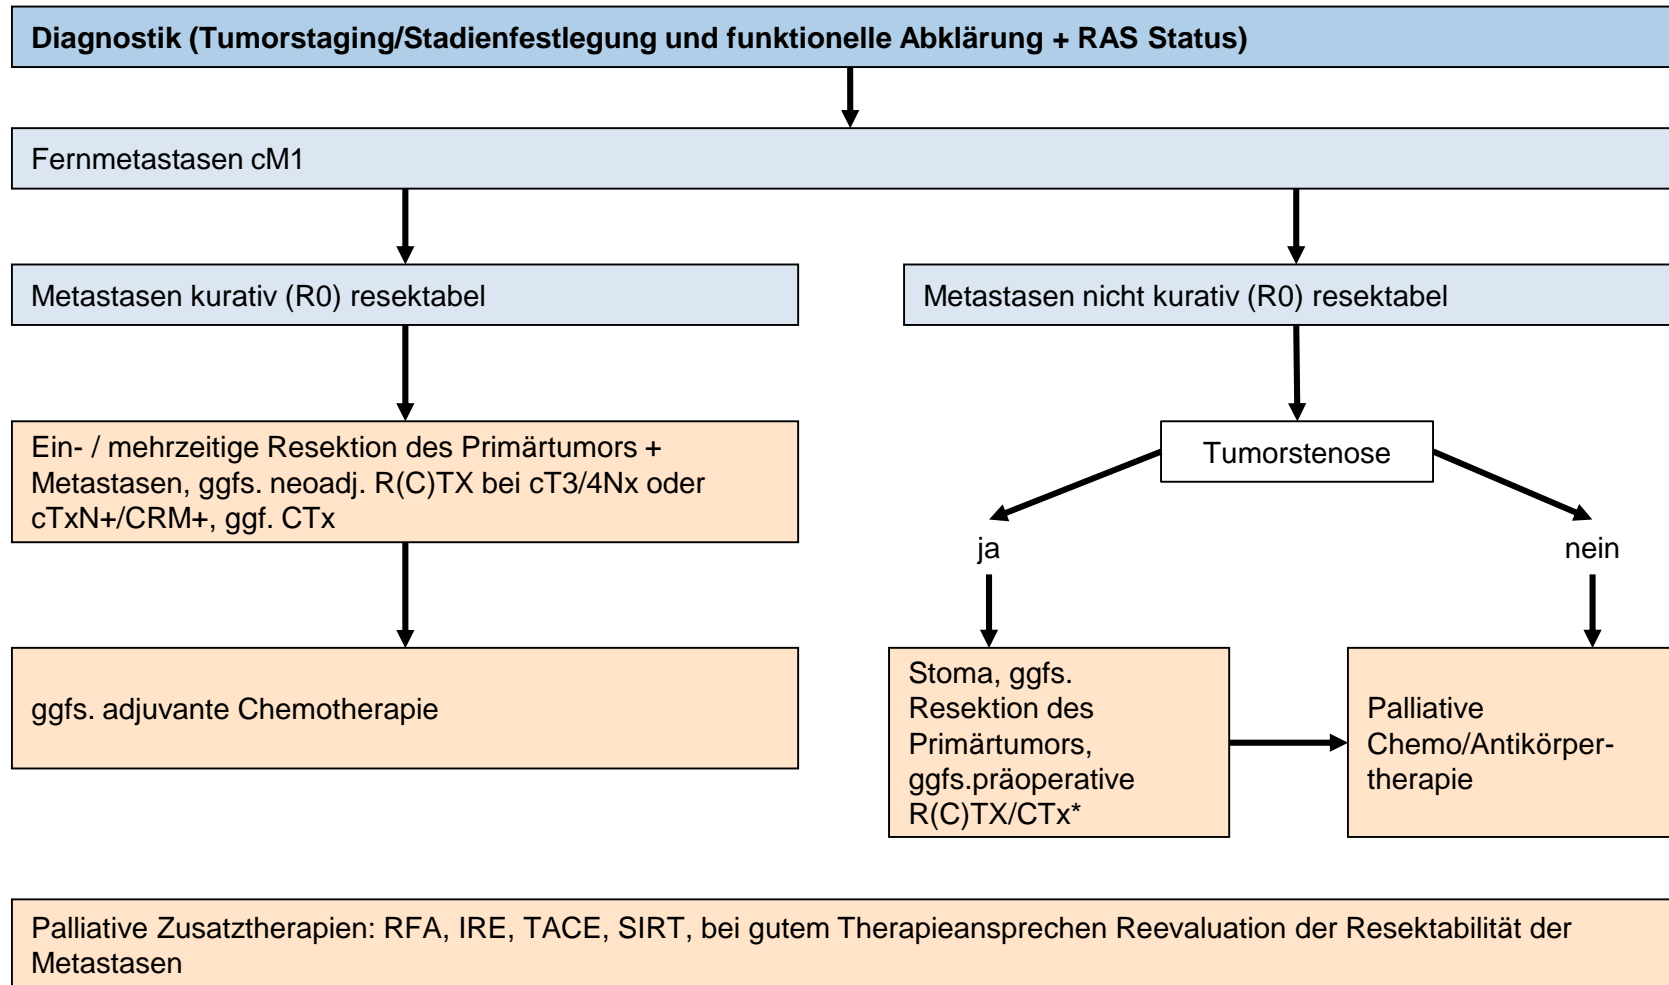 Diagnostik (Tumorstaging/Stadienfestlegung und funktionelle Abklärung + RAS Status)
Fernmetastasen cM1
Metastasen kurativ (R0) resektabel
Metastasen nicht kurativ (R0) resektabel
Ein- / mehrzeitige Resektion des Primärtumors +
Metastasen, ggfs. neoadj. R(C)TX bei cT3/4Nx oder
cTxN+/CRM+, ggf. CTx
Tumorstenose
ja
nein
ggfs. adjuvante Chemotherapie
Stoma, ggfs.
Resektion des
Primärtumors,
ggfs.präoperative
R(C)TX/CTx*
Palliative
Chemo/Antikörper-
therapie
Palliative Zusatztherapien: RFA, IRE, TACE, SIRT, bei gutem Therapieansprechen Reevaluation der Resektabilität der
Metastasen